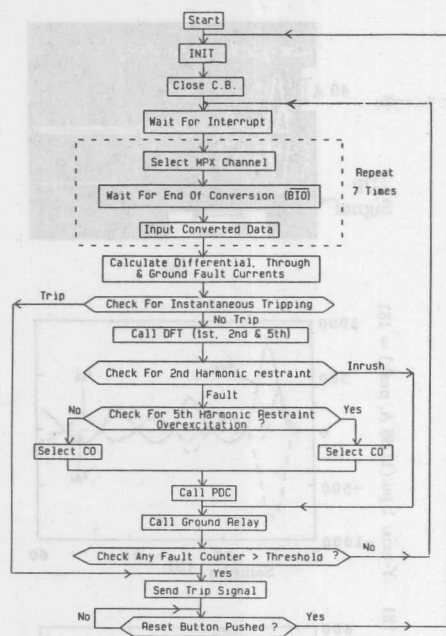 Start
INIT
Close C.B.
Wait For Interrupt
Select MPX Channel
Repeat
7 Times
Wait For End Of Conversion (BIO)
Input Converted Data
Calculate Differential, Through
& Ground Fault Currents
Trip
Check For Instantaneous Tripping
No Trip
Call DFT (1st, 2nd & 5th)
Check For 2nd Harmonic restraint
Inrush
Fault
No
Check For 5th Harmonic Restraint
Overexcitation ?
Yes
Select CO
Select CO'
Call PDC
Call Ground Relay
Check Any Fault Counter > Threshold ?
No
Yes
Send Trip Signal
No
Reset Button Pushed ?
Yes